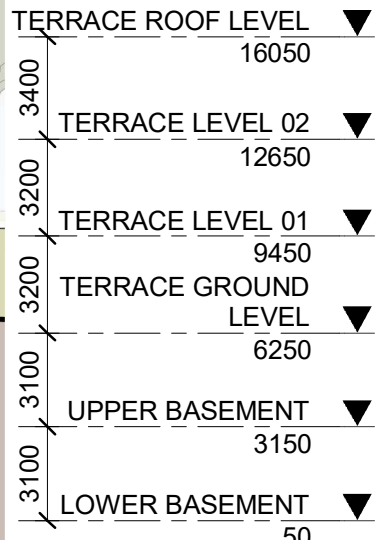 TERRACE ROOF LEVEL
16050
3400
TERRACE LEVEL 02
12650
3200
TERRACE LEVEL 01
9450
3200
TERRACE GROUND
LEVEL
6250
3100
UPPER BASEMENT
3150
3100
LOWER BASEMENT
50